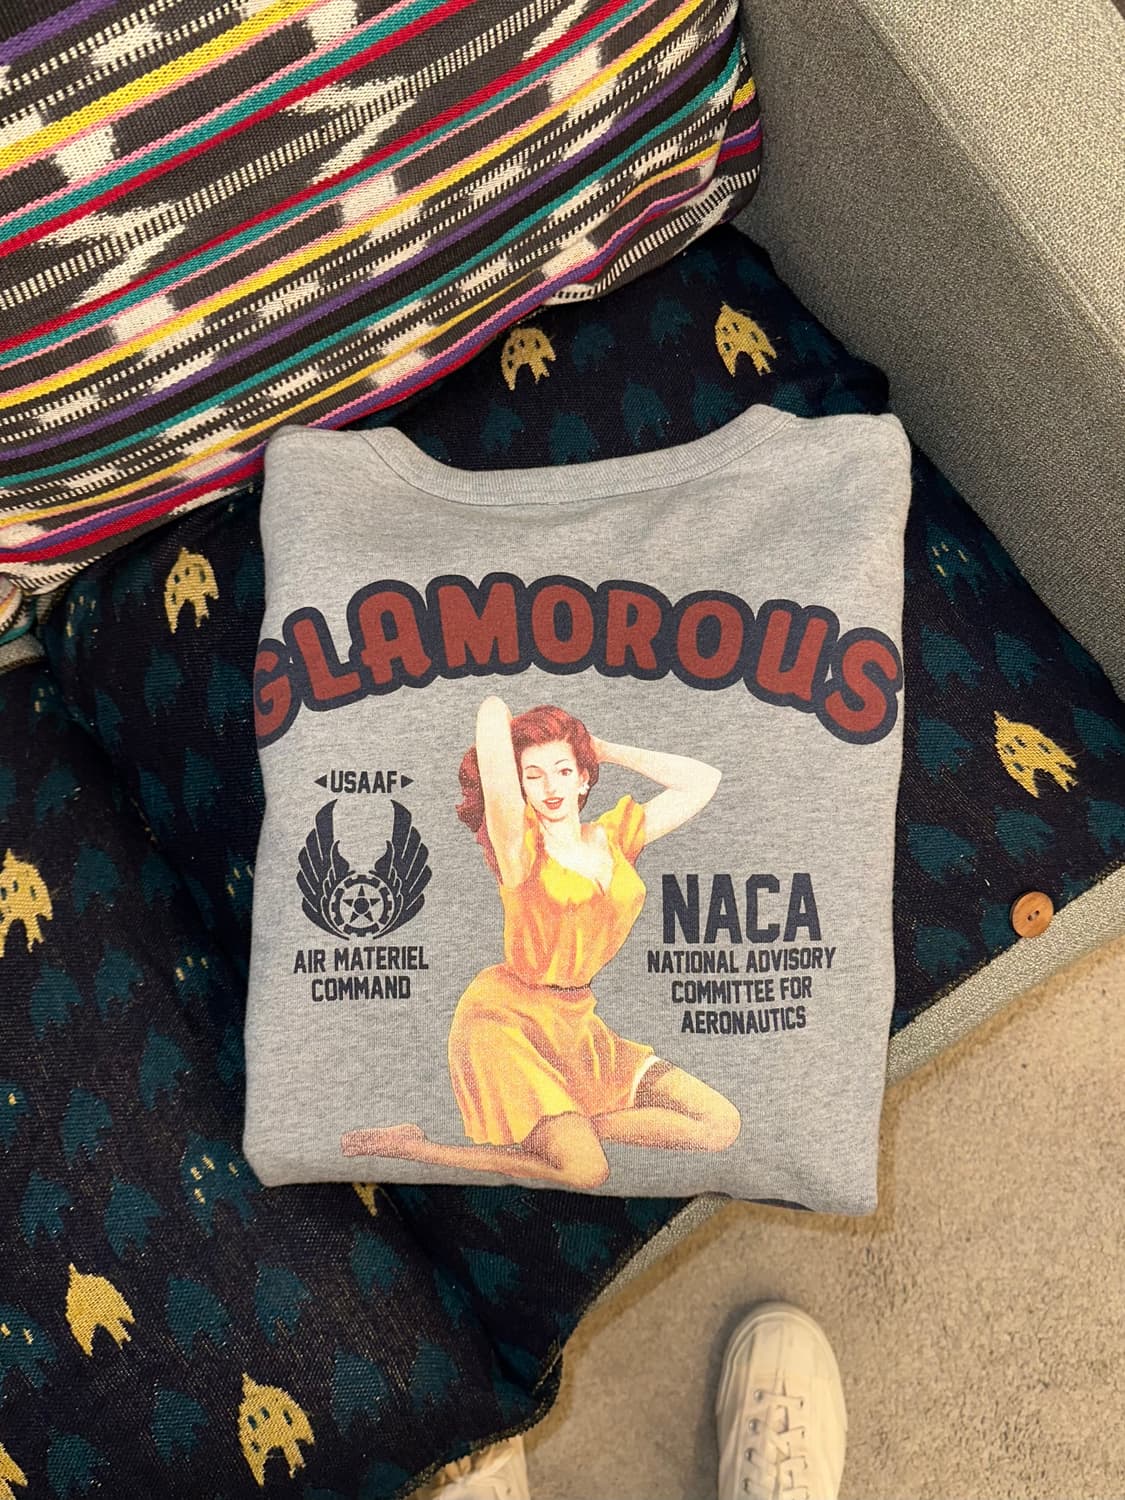 GLAMOROUS
USAAF
AIR MATERIEL
COMMAND
NACA
NATIONAL ADVISORY
COMMITTEE FOR
AERONAUTICS